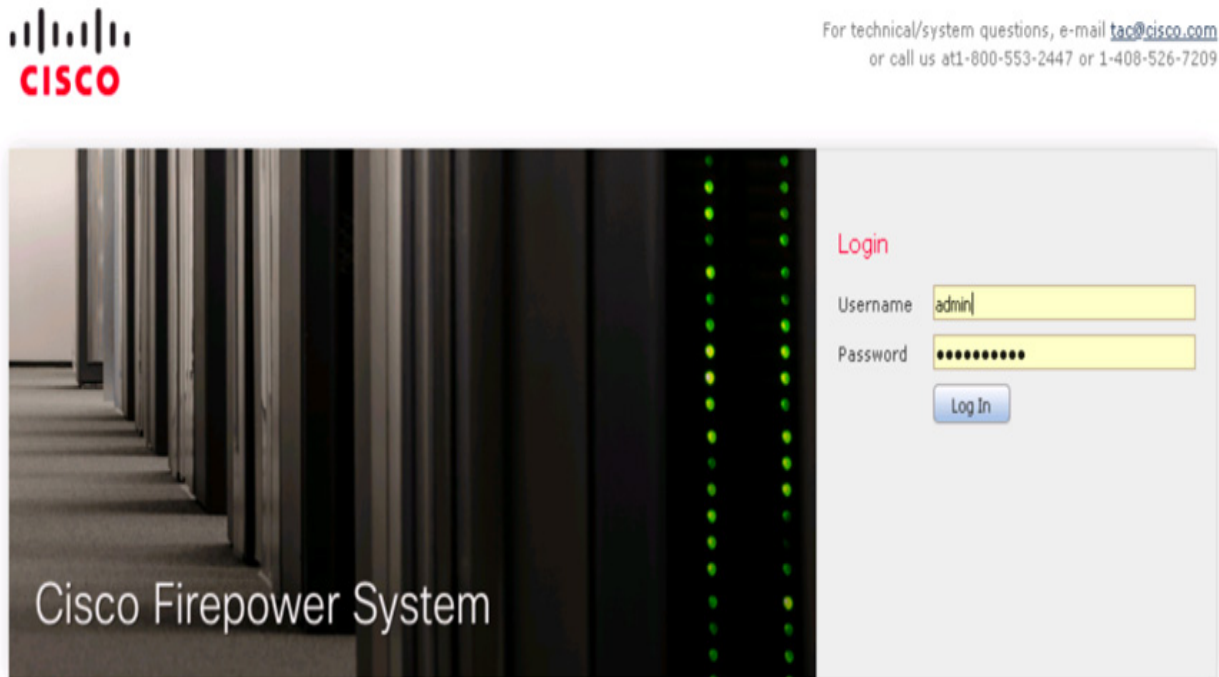 CISCO
For technical/system questions, e-mail tac@cisco.com
or call us at1-800-553-2447 or 1-408-526-7209
Login
Username admin
Password ••••••••••
Log In
Cisco Firepower System